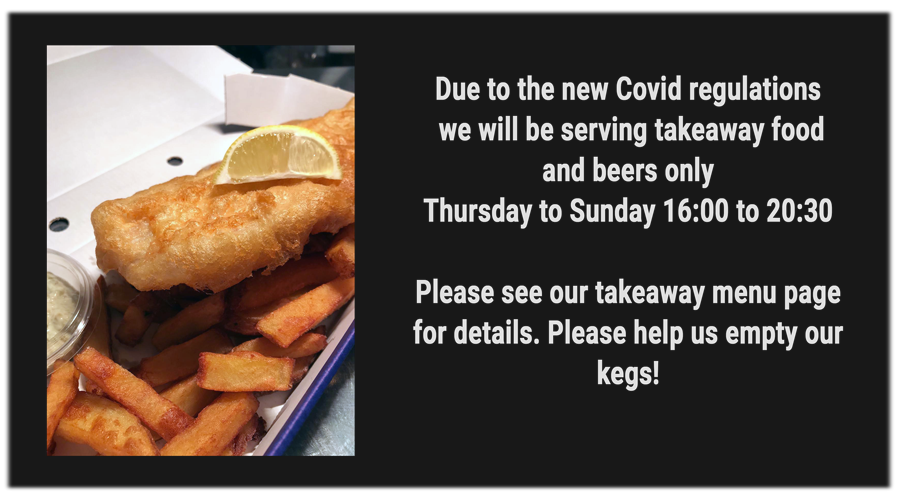 Due to the new Covid regulations
we will be serving takeaway food
and beers only
Thursday to Sunday 16:00 to 20:30
Please see our takeaway menu page
for details. Please help us empty our
kegs!